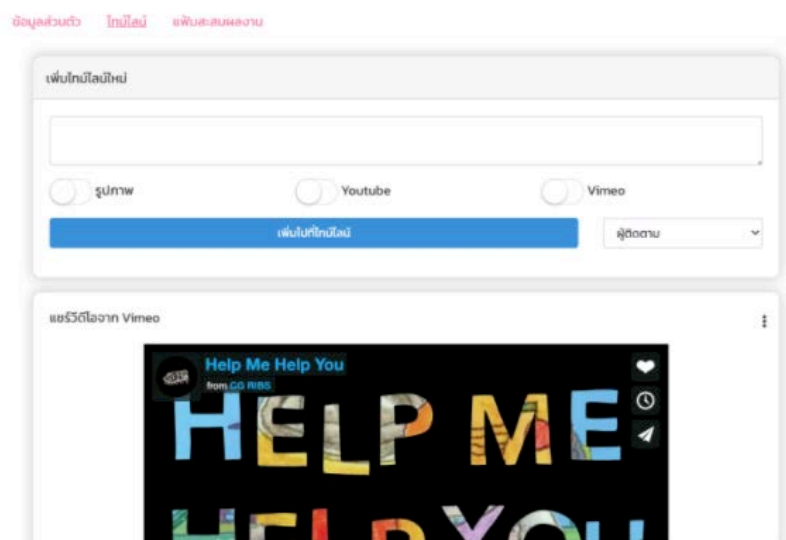 ข้อมูลส่วนตัว ไทม์ไลน์ แฟ้มสะสมผลงาน
เพิ่มไทม์ไลน์ใหม่
รูปภาพ Youtube Vimeo
เพิ่มไปที่ไทม์ไลน์ ผู้ติดตาม
แชร์วีดีโอจาก Vimeo
Help Me Help You
from CG RIBS
HELP ME
HELP YOU